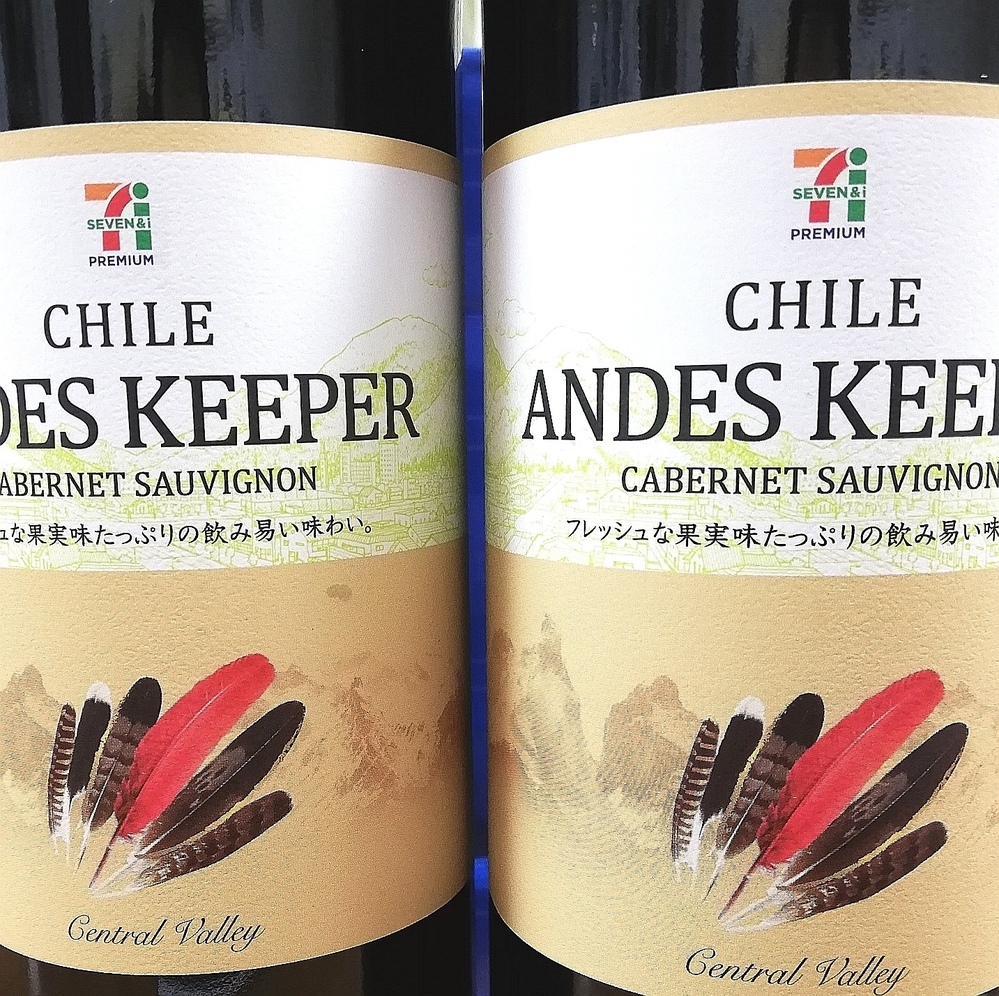 SEVEN&i
PREMIUM
CHILE
DES KEEPER
ABERNET SAUVIGNON
ュな果実味たっぷりの飲み易い味わい。
Central Valley
SEVEN&i
PREMIUM
CHILE
ANDES KEE
CABERNET SAUVIGNON
フレッシュな果実味たっぷりの飲み易い味
Central Valley